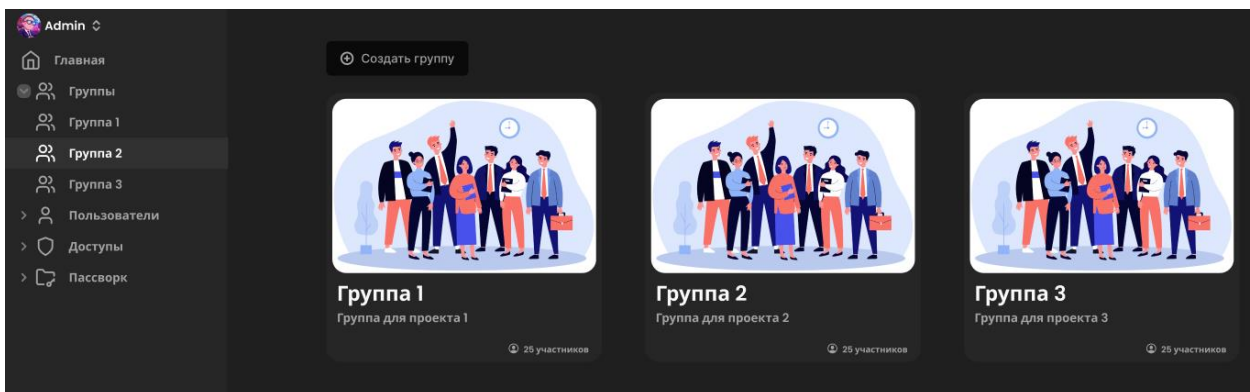 Admin
Главная
Группы
Группа 1
Группа 2
Группа 3
Пользователи
Доступы
Пассворк
Создать группу
Группа 1
Группа для проекта 1
25 участников
Группа 2
Группа для проекта 2
25 участников
Группа 3
Группа для проекта 3
25 участников